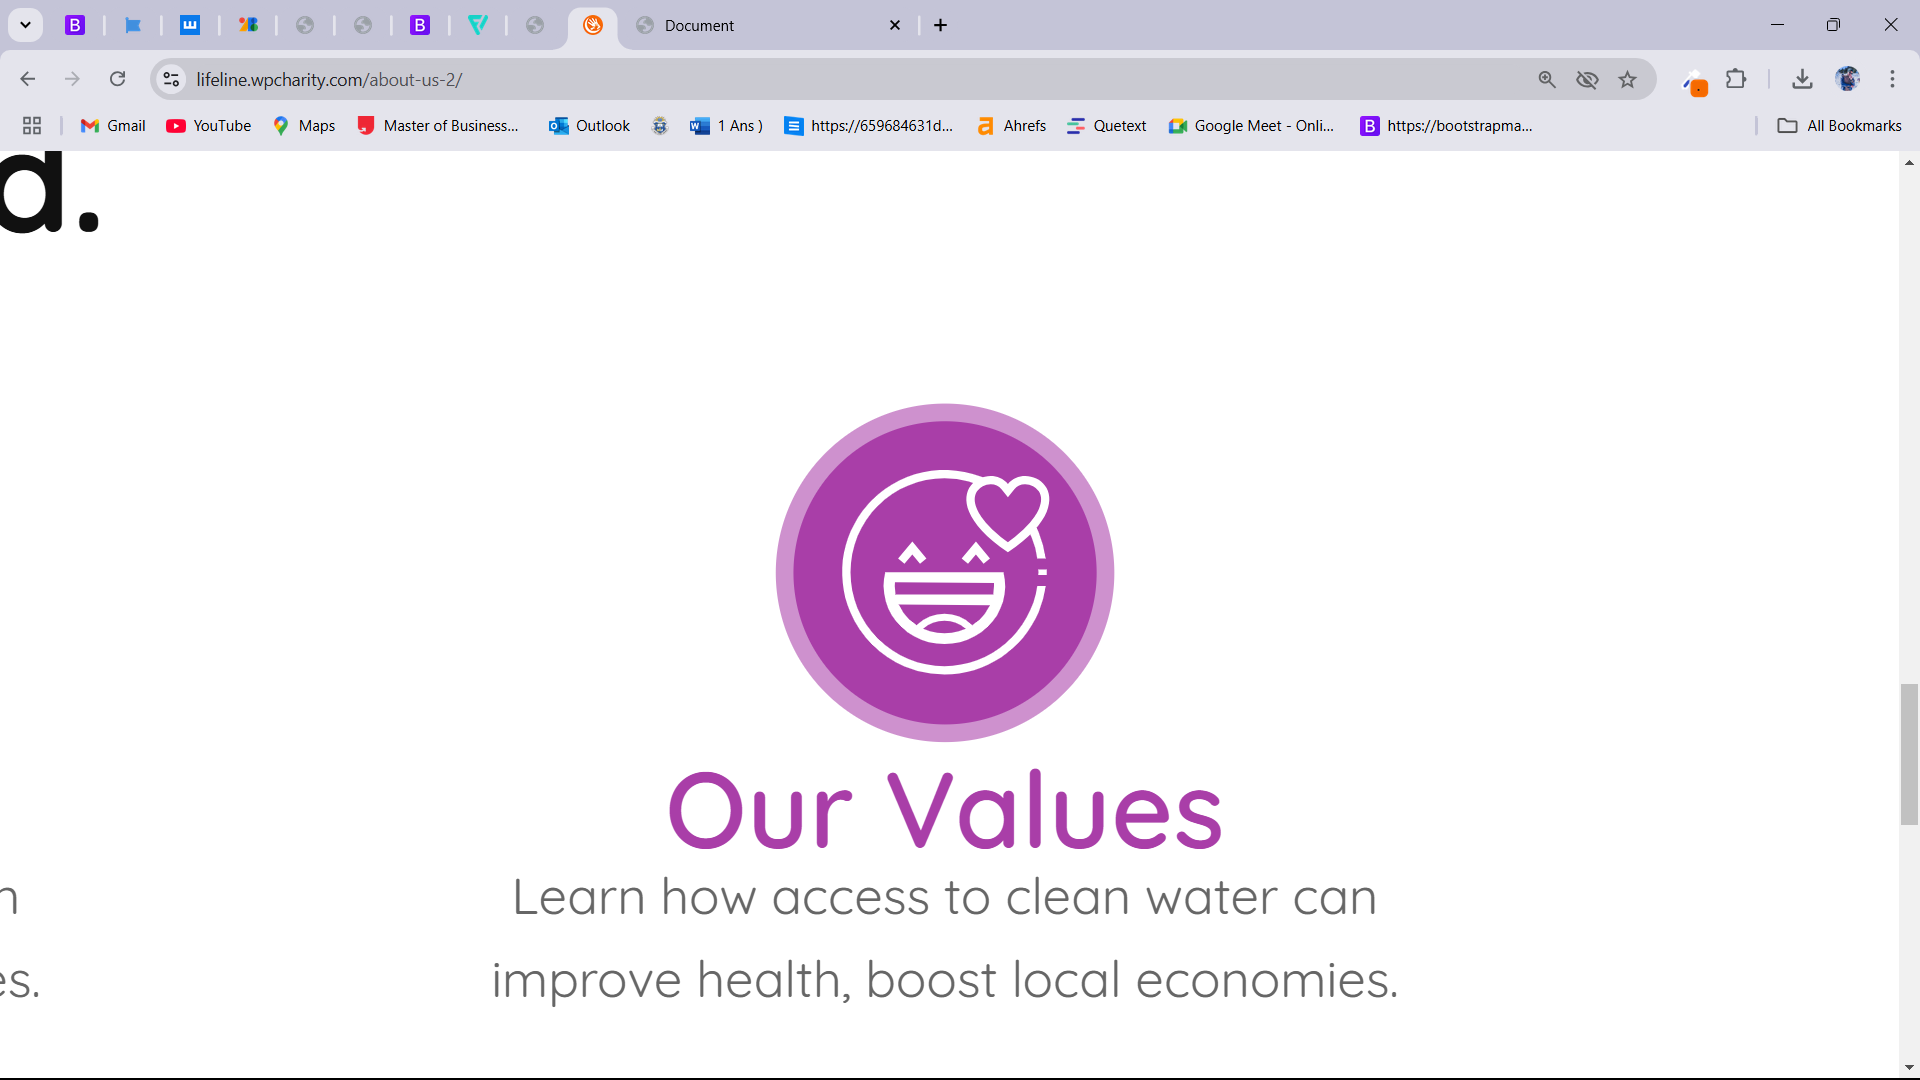 Document
lifeline.wpcharity.com/about-us-2/
Gmail
YouTube
Maps
Master of Business...
Outlook
1 Ans )
https://659684631d...
Ahrefs
Quetext
Google Meet - Onli...
https://bootstrapma...
All Bookmarks
d.
Our Values
n
Learn how access to clean water can
es.
improve health, boost local economies.